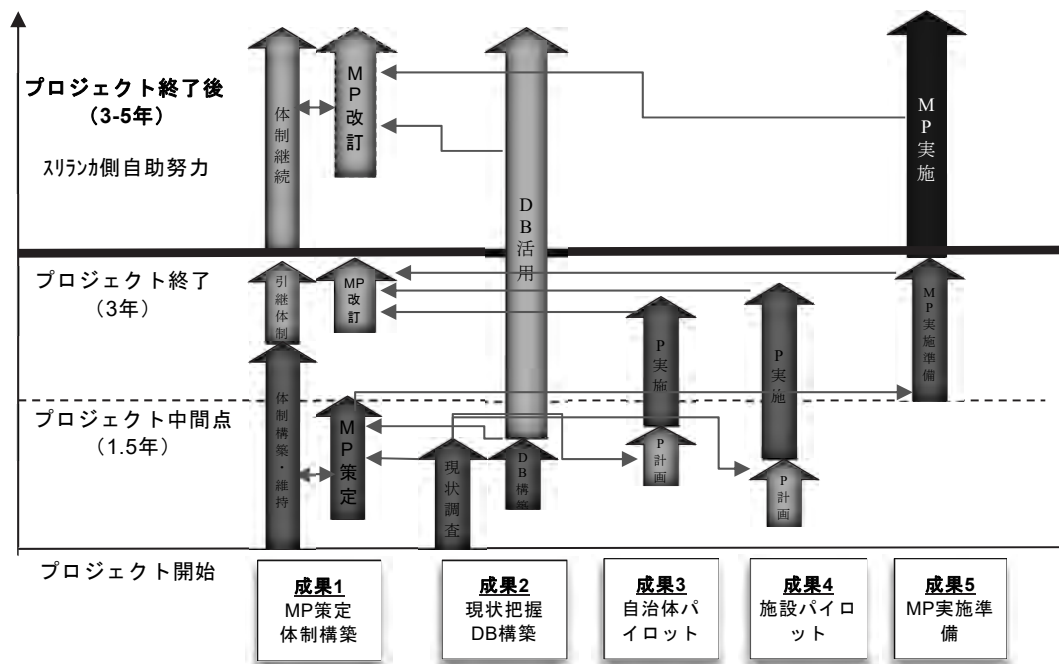 プロジェクト終了後
（3-5年）
ｽﾘﾗﾝｶ側自助努力
体制継続
MP改訂
DB活用
MP実施
プロジェクト終了
（3年）
引継体制
MP改訂
P実施
P実施
MP実施準備
プロジェクト中間点
（1.5年）
体制構築・維持
MP策定
現状調査
DB構築
P計画
P計画
プロジェクト開始
成果1
MP策定
体制構築
成果2
現状把握
DB構築
成果3
自治体パ
イロット
成果4
施設パイロ
ット
成果5
MP実施準
備